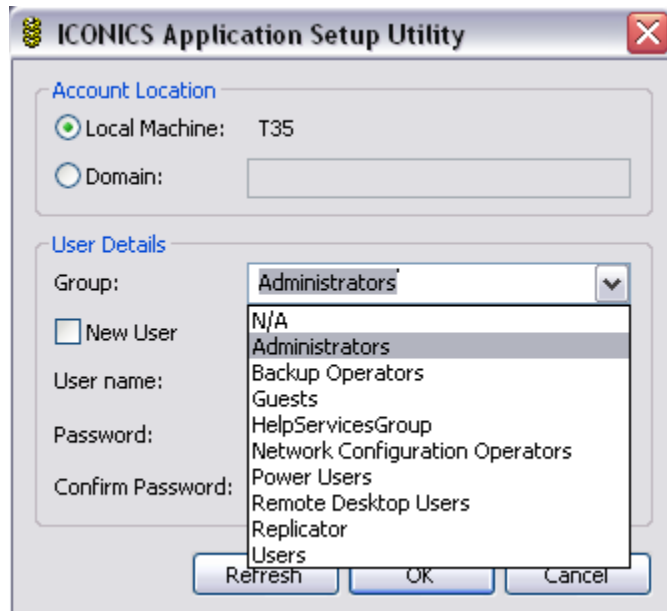 ICONICS Application Setup Utility
Account Location
Local Machine: T35
Domain:
User Details
Group: Administrators
N/A
New User
Administrators
Backup Operators
User name:
Guests
HelpServicesGroup
Password:
Network Configuration Operators
Power Users
Confirm Password:
Remote Desktop Users
Replicator
Users
Refresh OK Cancel